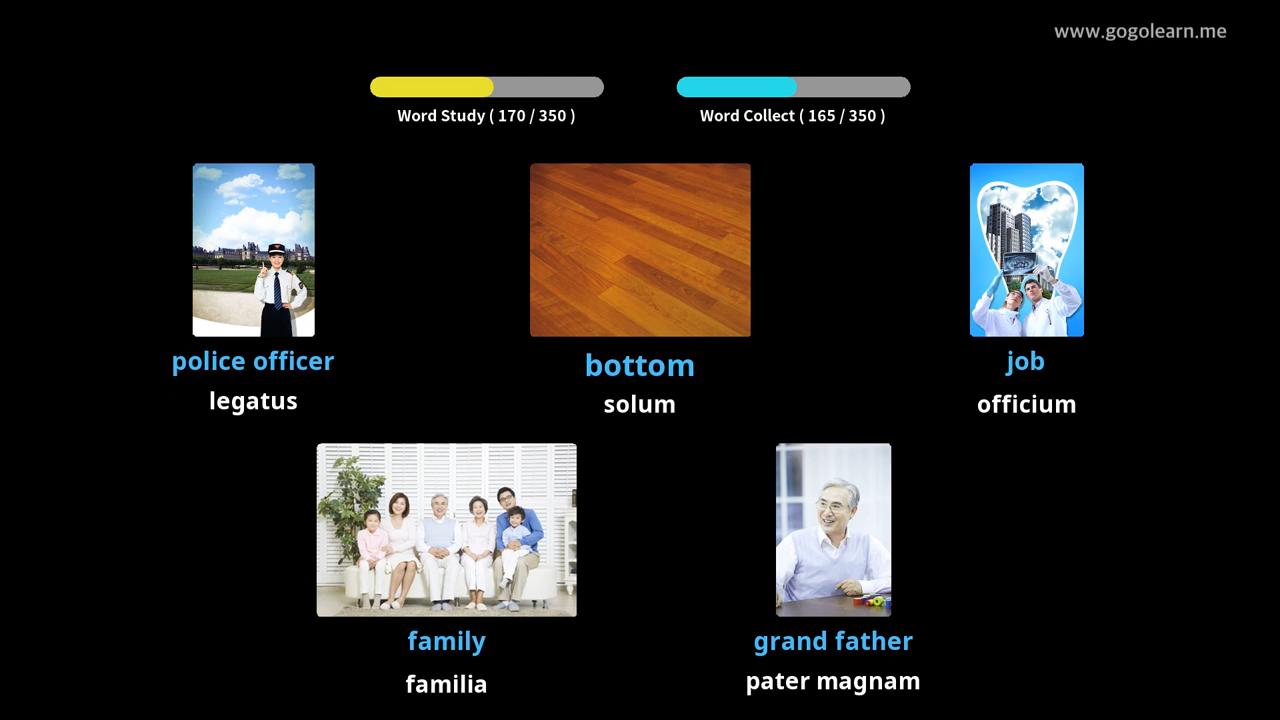 www.gogolearn.me
Word Study ( 170 / 350 )
Word Collect ( 165 / 350 )
police officer
legatus
bottom
solum
job
officium
family
familia
grand father
pater magnam